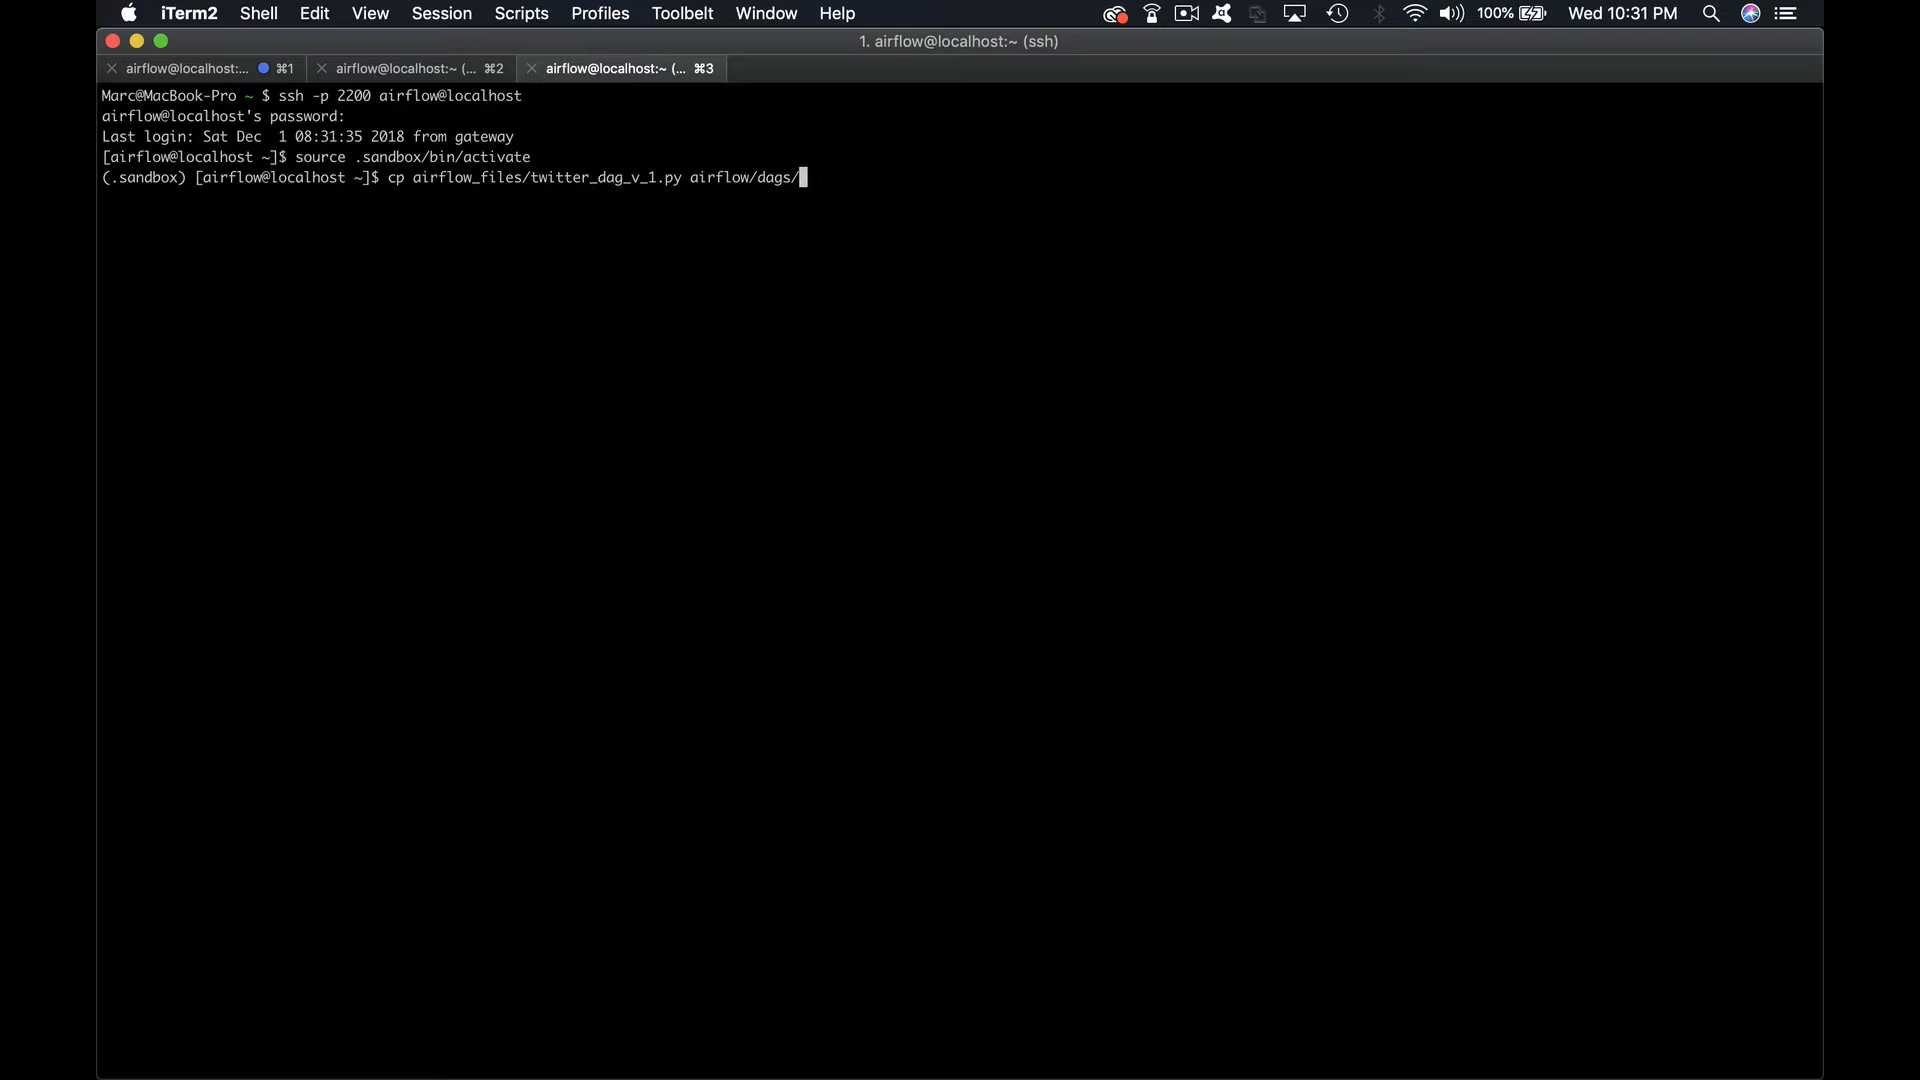 iTerm2 Shell Edit View Session Scripts Profiles Toolbelt Window Help 100% Wed 10:31 PM
1. airflow@localhost:~ (ssh)
airflow@localhost:... ⌘1 airflow@localhost:~ (... ⌘2 airflow@localhost:~ (... ⌘3
Marc@MacBook-Pro ~ $ ssh -p 2200 airflow@localhost
airflow@localhost's password:
Last login: Sat Dec  1 08:31:35 2018 from gateway
[airflow@localhost ~]$ source .sandbox/bin/activate
(.sandbox) [airflow@localhost ~]$ cp airflow_files/twitter_dag_v_1.py airflow/dags/